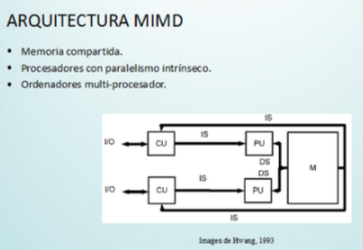 ARQUITECTURA MIMD
• Memoria compartida.
• Procesadores con paralelismo intrínseco.
• Ordenadores multi-procesador.
IS
I/O CU IS PU
DS
M
DS
I/O CU IS PU
IS
Imagen de Hwang, 1993